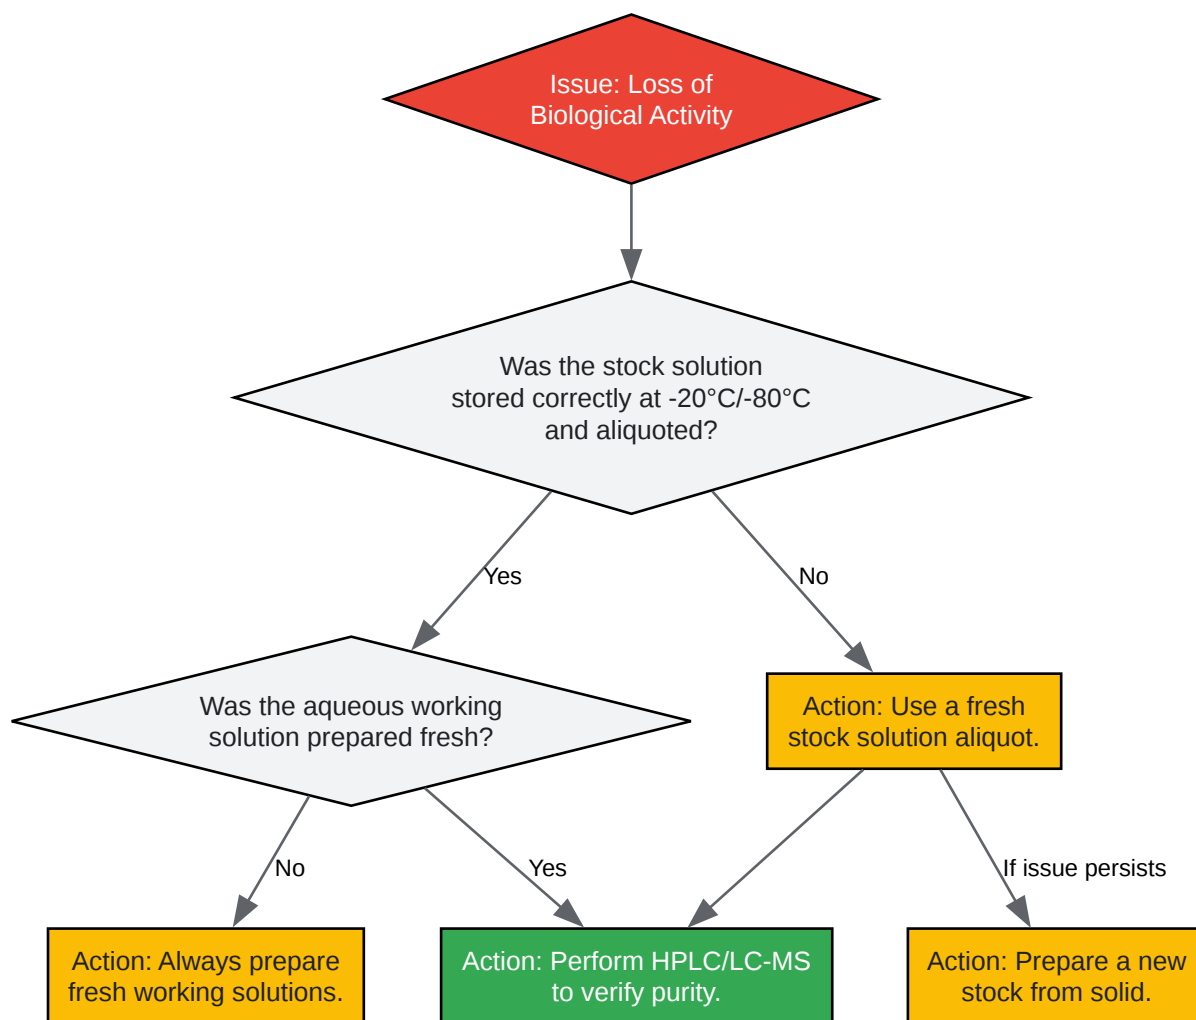 Issue: Loss of
Biological Activity
Was the stock solution
stored correctly at -20°C/-80°C
and aliquoted?
Yes
No
Was the aqueous working
solution prepared fresh?
Action: Use a fresh
stock solution aliquot.
No
Yes
If issue persists
Action: Always prepare
fresh working solutions.
Action: Perform HPLC/LC-MS
to verify purity.
Action: Prepare a new
stock from solid.